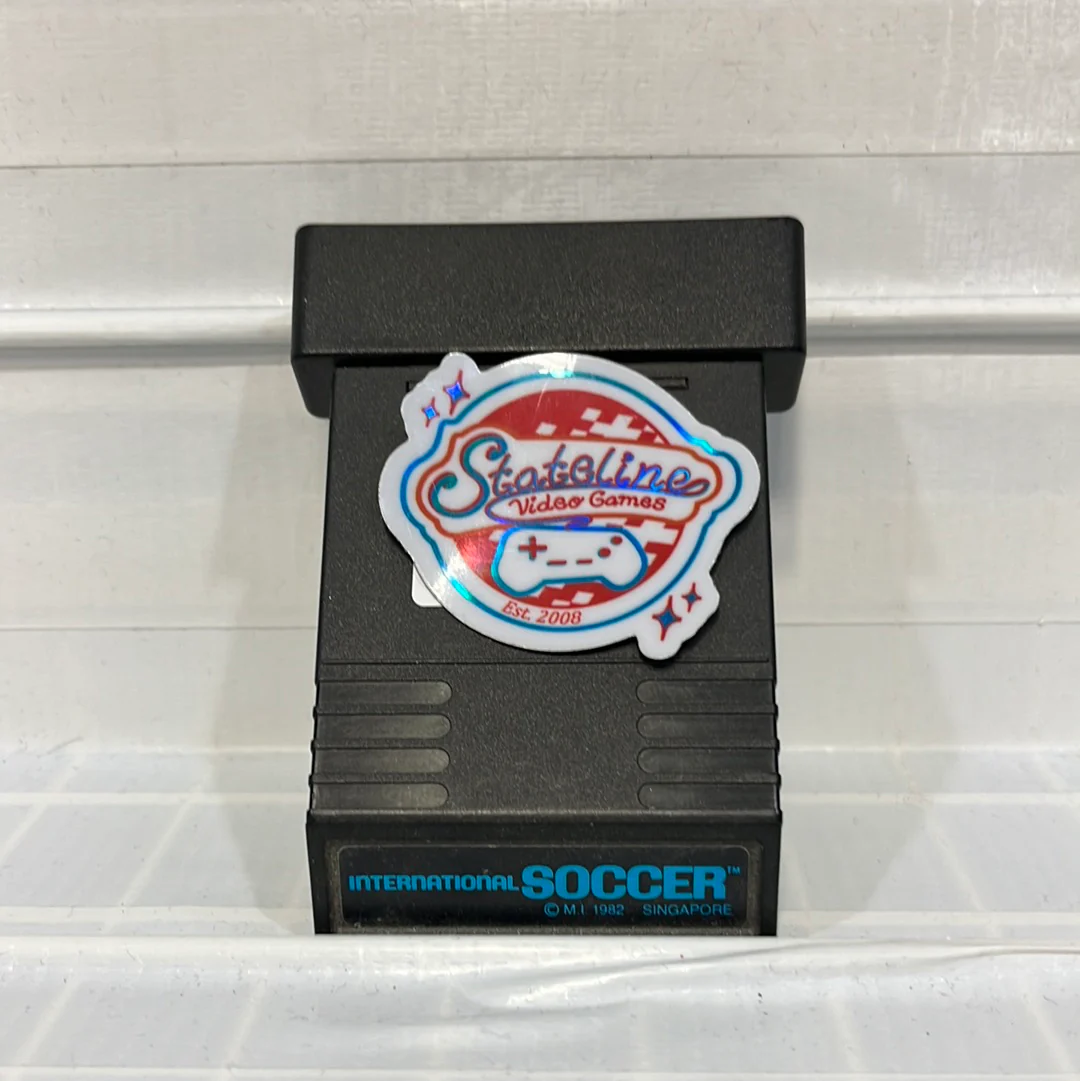 Stateline
Video Games
Est. 2008
INTERNATIONAL SOCCER™
© M.I. 1982 SINGAPORE